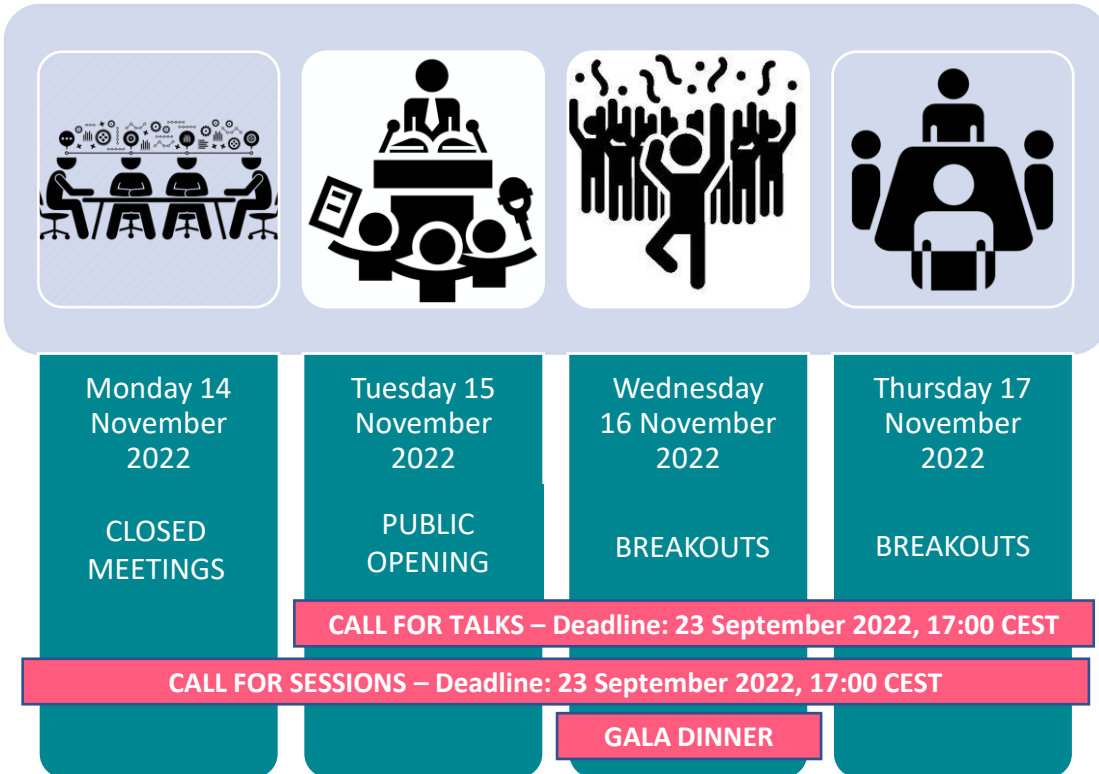 Monday 14
November
2022
CLOSED
MEETINGS
Tuesday 15
November
2022
PUBLIC
OPENING
Wednesday
16 November
2022
BREAKOUTS
Thursday 17
November
2022
BREAKOUTS
CALL FOR TALKS – Deadline: 23 September 2022, 17:00 CEST
CALL FOR SESSIONS – Deadline: 23 September 2022, 17:00 CEST
GALA DINNER